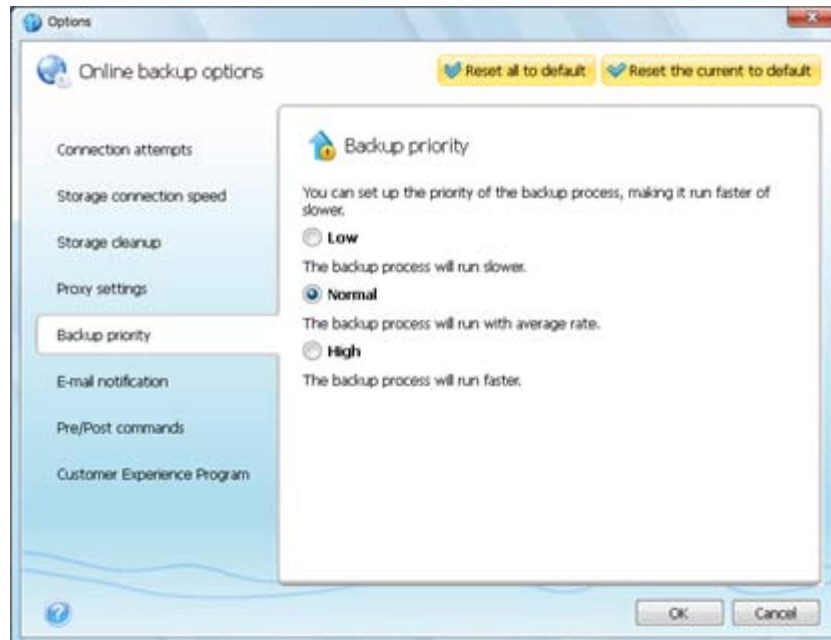 Options
Online backup options
Reset all to default
Reset the current to default
Connection attempts
Storage connection speed
Storage cleanup
Proxy settings
Backup priority
E-mail notification
Pre/Post commands
Customer Experience Program
Backup priority
You can set up the priority of the backup process, making it run faster of
slower.
Low
The backup process will run slower.
Normal
The backup process will run with average rate.
High
The backup process will run faster.
OK
Cancel